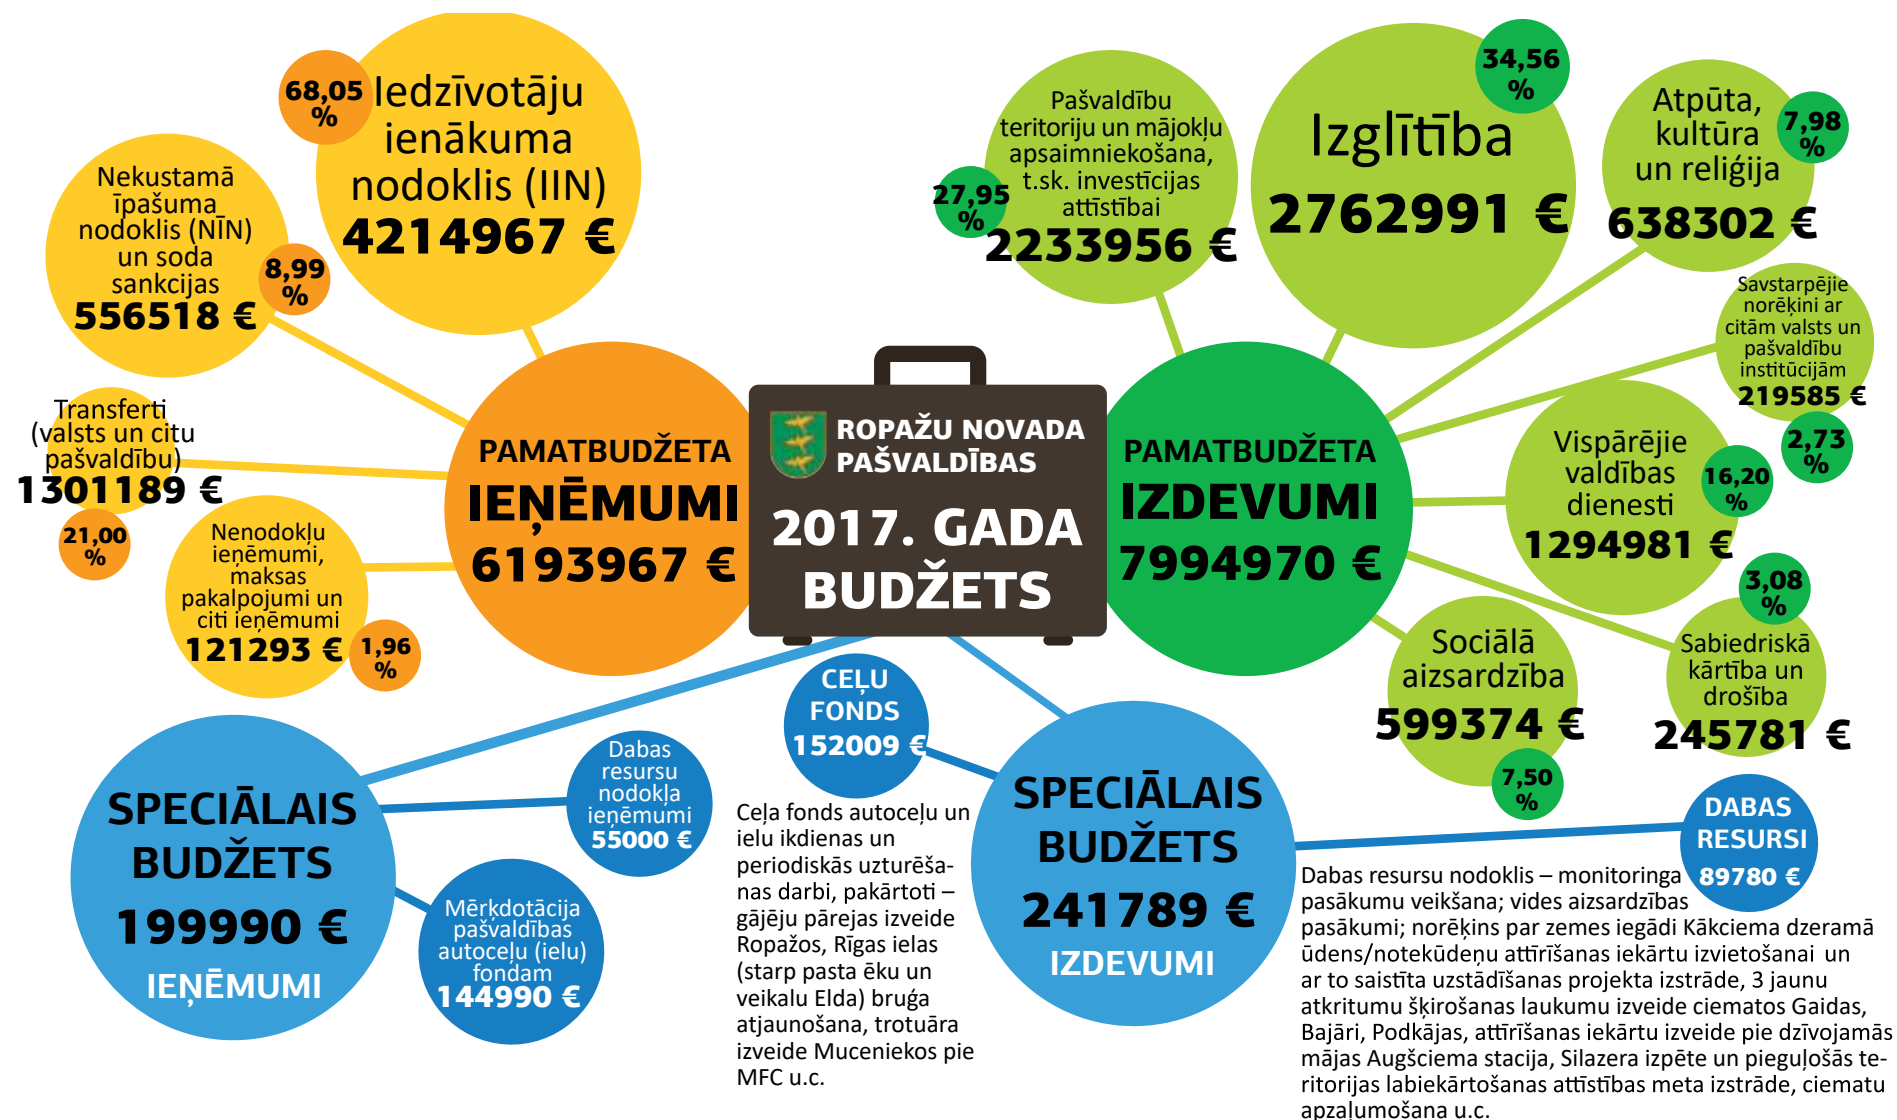 68,05
%
Iedzīvotāju
ienākuma
nodoklis (IIN)
4214967 €
Nekustamā
īpašuma
nodoklis (NĪN)
un soda
sankcijas
556518 €
8,99
%
Transferti
(valsts un citu
pašvaldību)
1301189 €
21,00
%
Nenodokļu
ieņēmumi,
maksas
pakalpojumi un
citi ieņēmumi
121293 €
1,96
%
PAMATBUDŽETA
IEŅĒMUMI
6193967 €
ROPAŽU NOVADA
PAŠVALDĪBAS
2017. GADA
BUDŽETS
PAMATBUDŽETA
IZDEVUMI
7994970 €
Pašvaldību
teritoriju un mājokļu
apsaimniekošana,
t.sk. investīcijas
attīstībai
2233956 €
27,95
%
34,56
%
Izglītība
2762991 €
Atpūta,
kultūra
un reliģija
638302 €
7,98
%
Savstarpējie
norēķini ar
citām valsts un
pašvaldību
institūcijām
219585 €
2,73
%
Vispārējie
valdības
dienesti
1294981 €
16,20
%
3,08
%
Sabiedriskā
kārtība un
drošība
245781 €
Sociālā
aizsardzība
599374 €
7,50
%
SPECIĀLAIS
BUDŽETS
199990 €
IEŅĒMUMI
Dabas
resursu
nodokļa
ieņēmumi
55000 €
Mērķdotācija
pašvaldības
autoceļu (ielu)
fondam
144990 €
CEĻU
FONDS
152009 €
Ceļa fonds autoceļu un
ielu ikdienas un
periodiskās uzturēša-
nas darbi, pakārtoti –
gājēju pārejas izveide
Ropažos, Rīgas ielas
(starp pasta ēku un
veikalu Elda) bruģa
atjaunošana, trotuāra
izveide Muceniekos pie
MFC u.c.
SPECIĀLAIS
BUDŽETS
241789 €
IZDEVUMI
DABAS
RESURSI
89780 €
Dabas resursu nodoklis – monitoringa
pasākumu veikšana; vides aizsardzības
pasākumi; norēķins par zemes iegādi Kākciema dzeramā
ūdens/notekūdeņu attīrīšanas iekārtu izvietošanai un
ar to saistīta uzstādīšanas projekta izstrāde, 3 jaunu
atkritumu šķirošanas laukumu izveide ciematos Gaidas,
Bajāri, Podkājas, attīrīšanas iekārtu izveide pie dzīvojamās
mājas Augšciema stacija, Silazera izpēte un pieguļošās te-
ritorijas labiekārtošanas attīstības meta izstrāde, ciematu
apzaļumošana u.c.